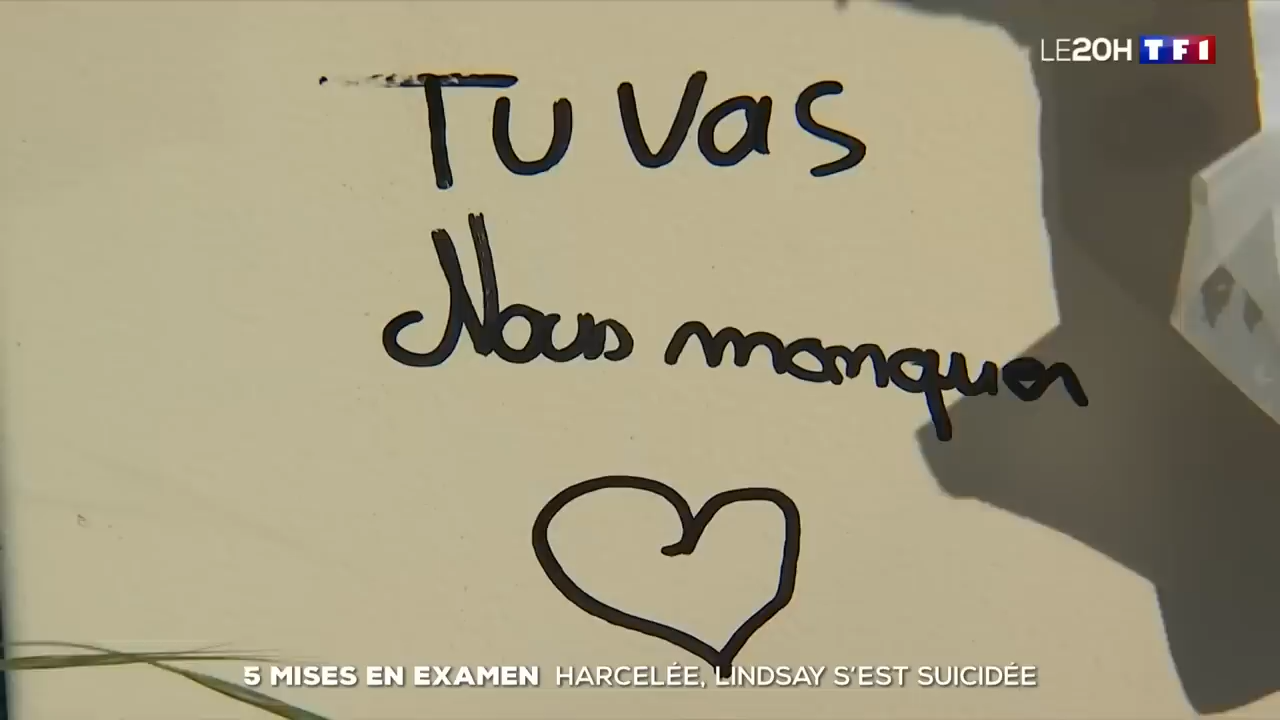 LE20H TF1
Tu vas
Nous manquer
5 MISES EN EXAMEN HARCELÉE, LINDSAY S'EST SUICIDÉE